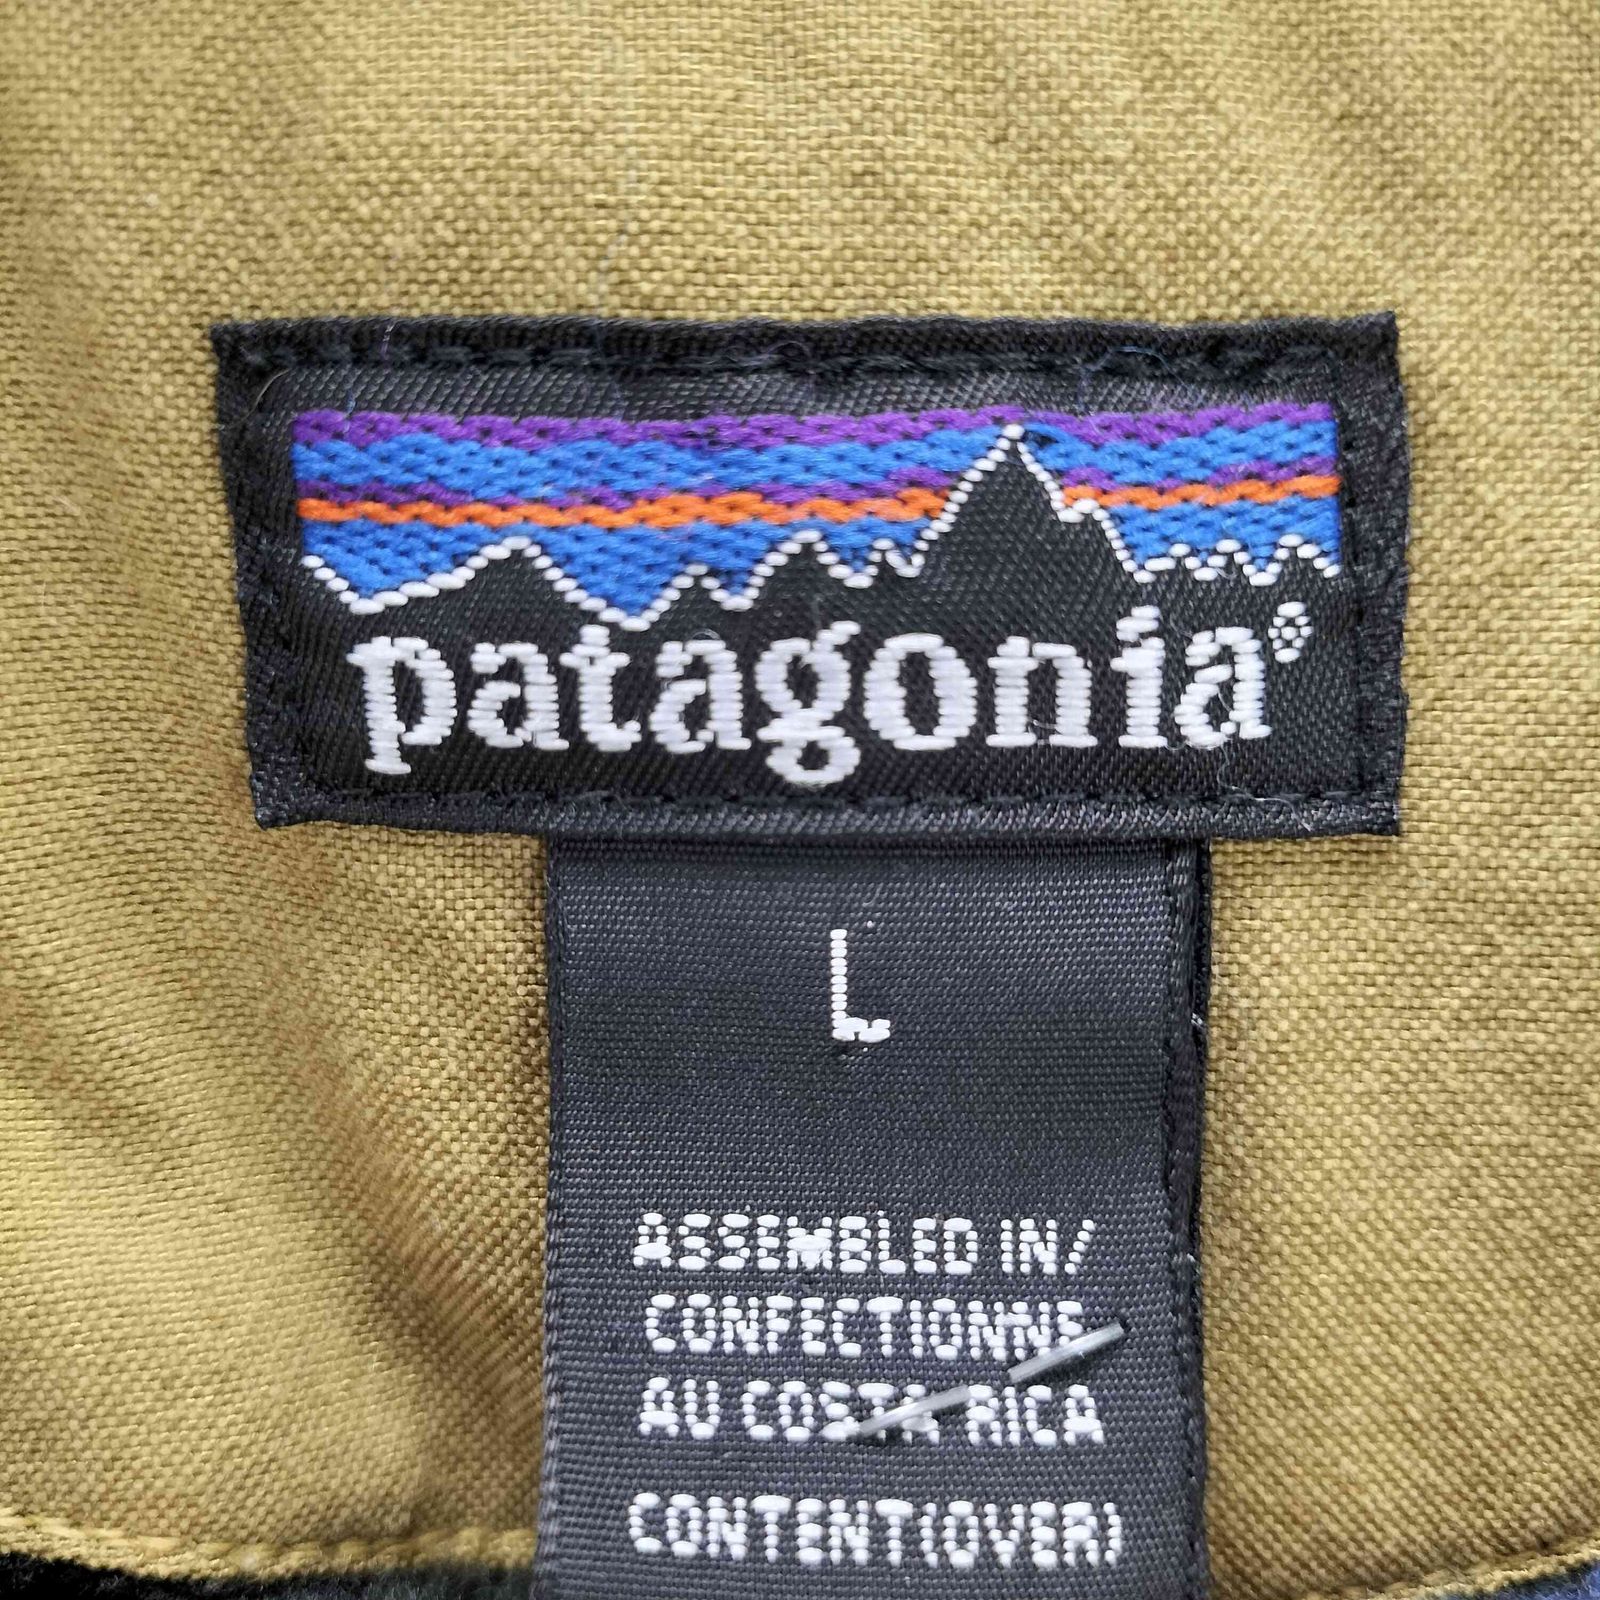 patagonia®
L
ASSEMBLED IN/
CONFECTIONNE
AU COSTA RICA
CONTENT(OVER)